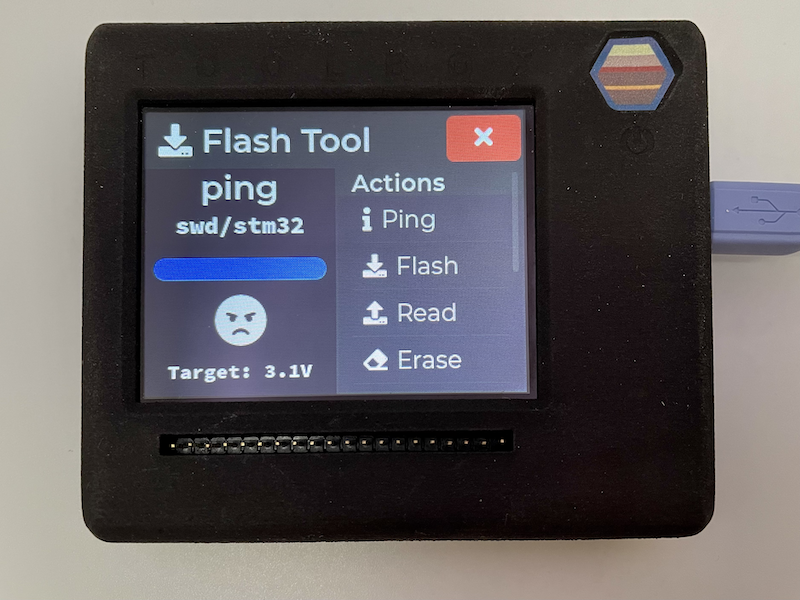 Flash Tool
ping
swd/stm32
Target: 3.1V
Actions
Ping
Flash
Read
Erase